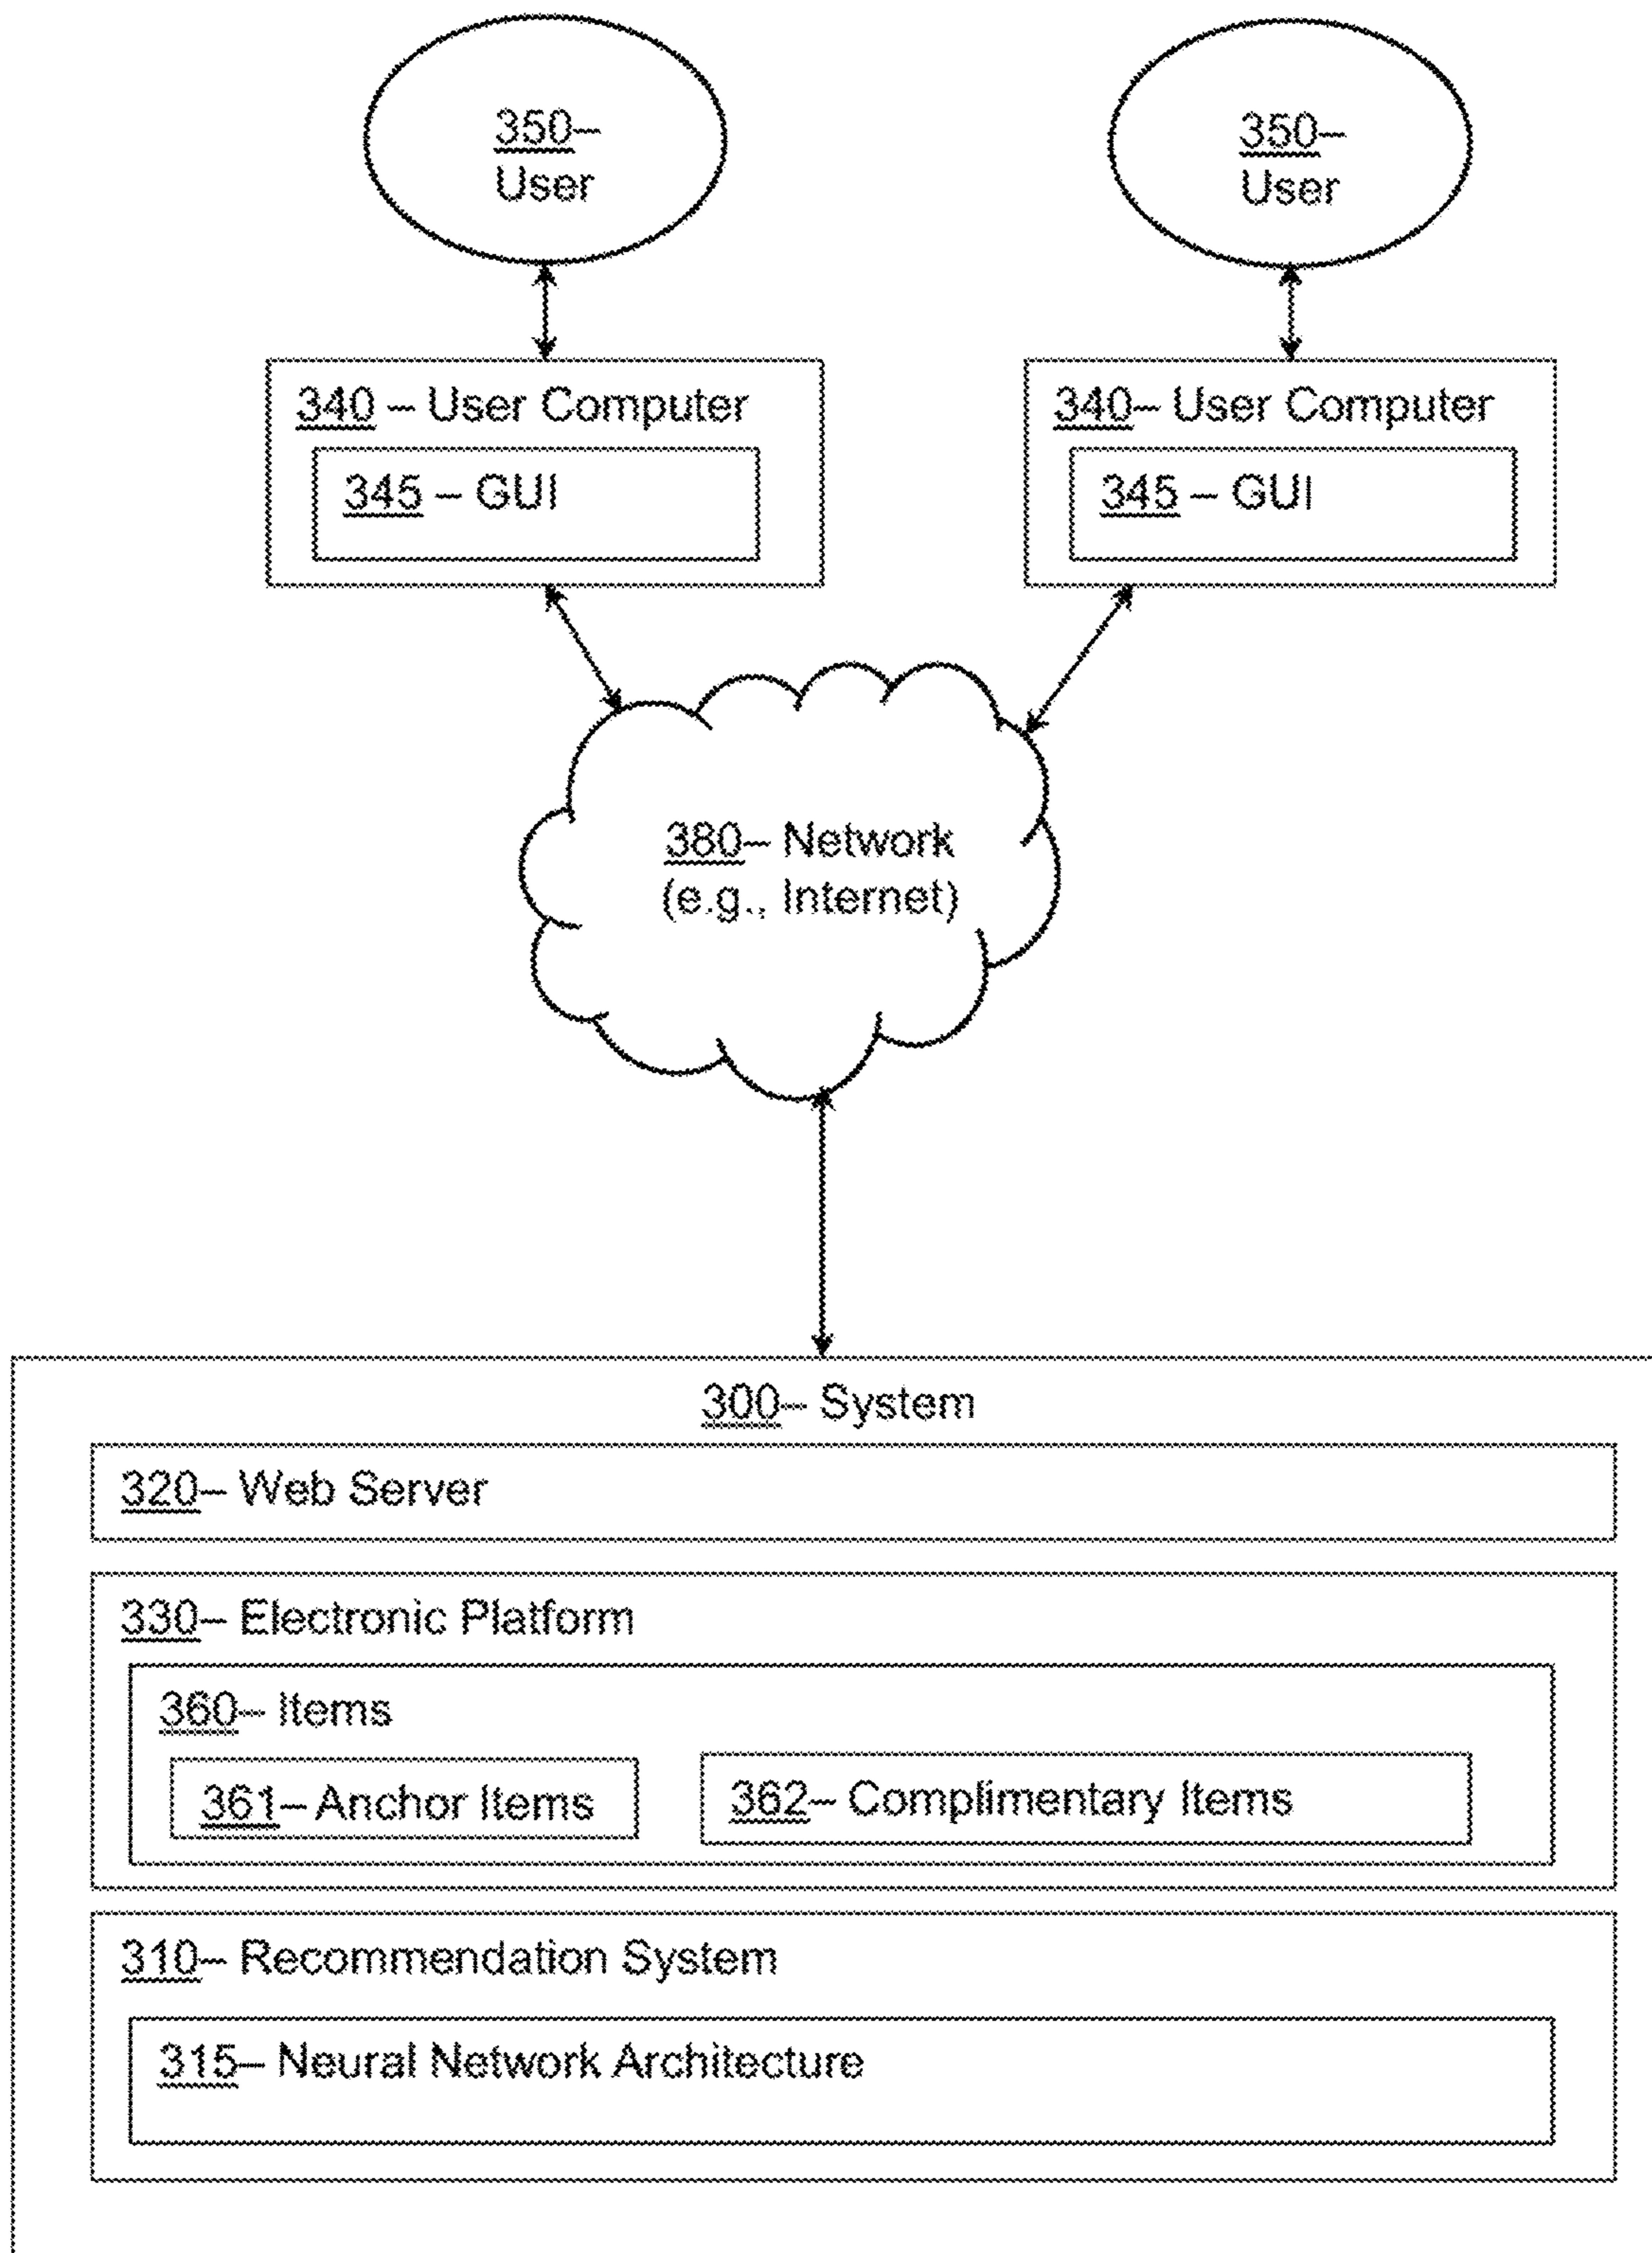 350–
User
350–
User
340 – User Computer
345 – GUI
340– User Computer
345 – GUI
380– Network
(e.g., Internet)
300– System
320– Web Server
330– Electronic Platform
360– Items
361– Anchor Items
362– Complimentary Items
310– Recommendation System
315– Neural Network Architecture